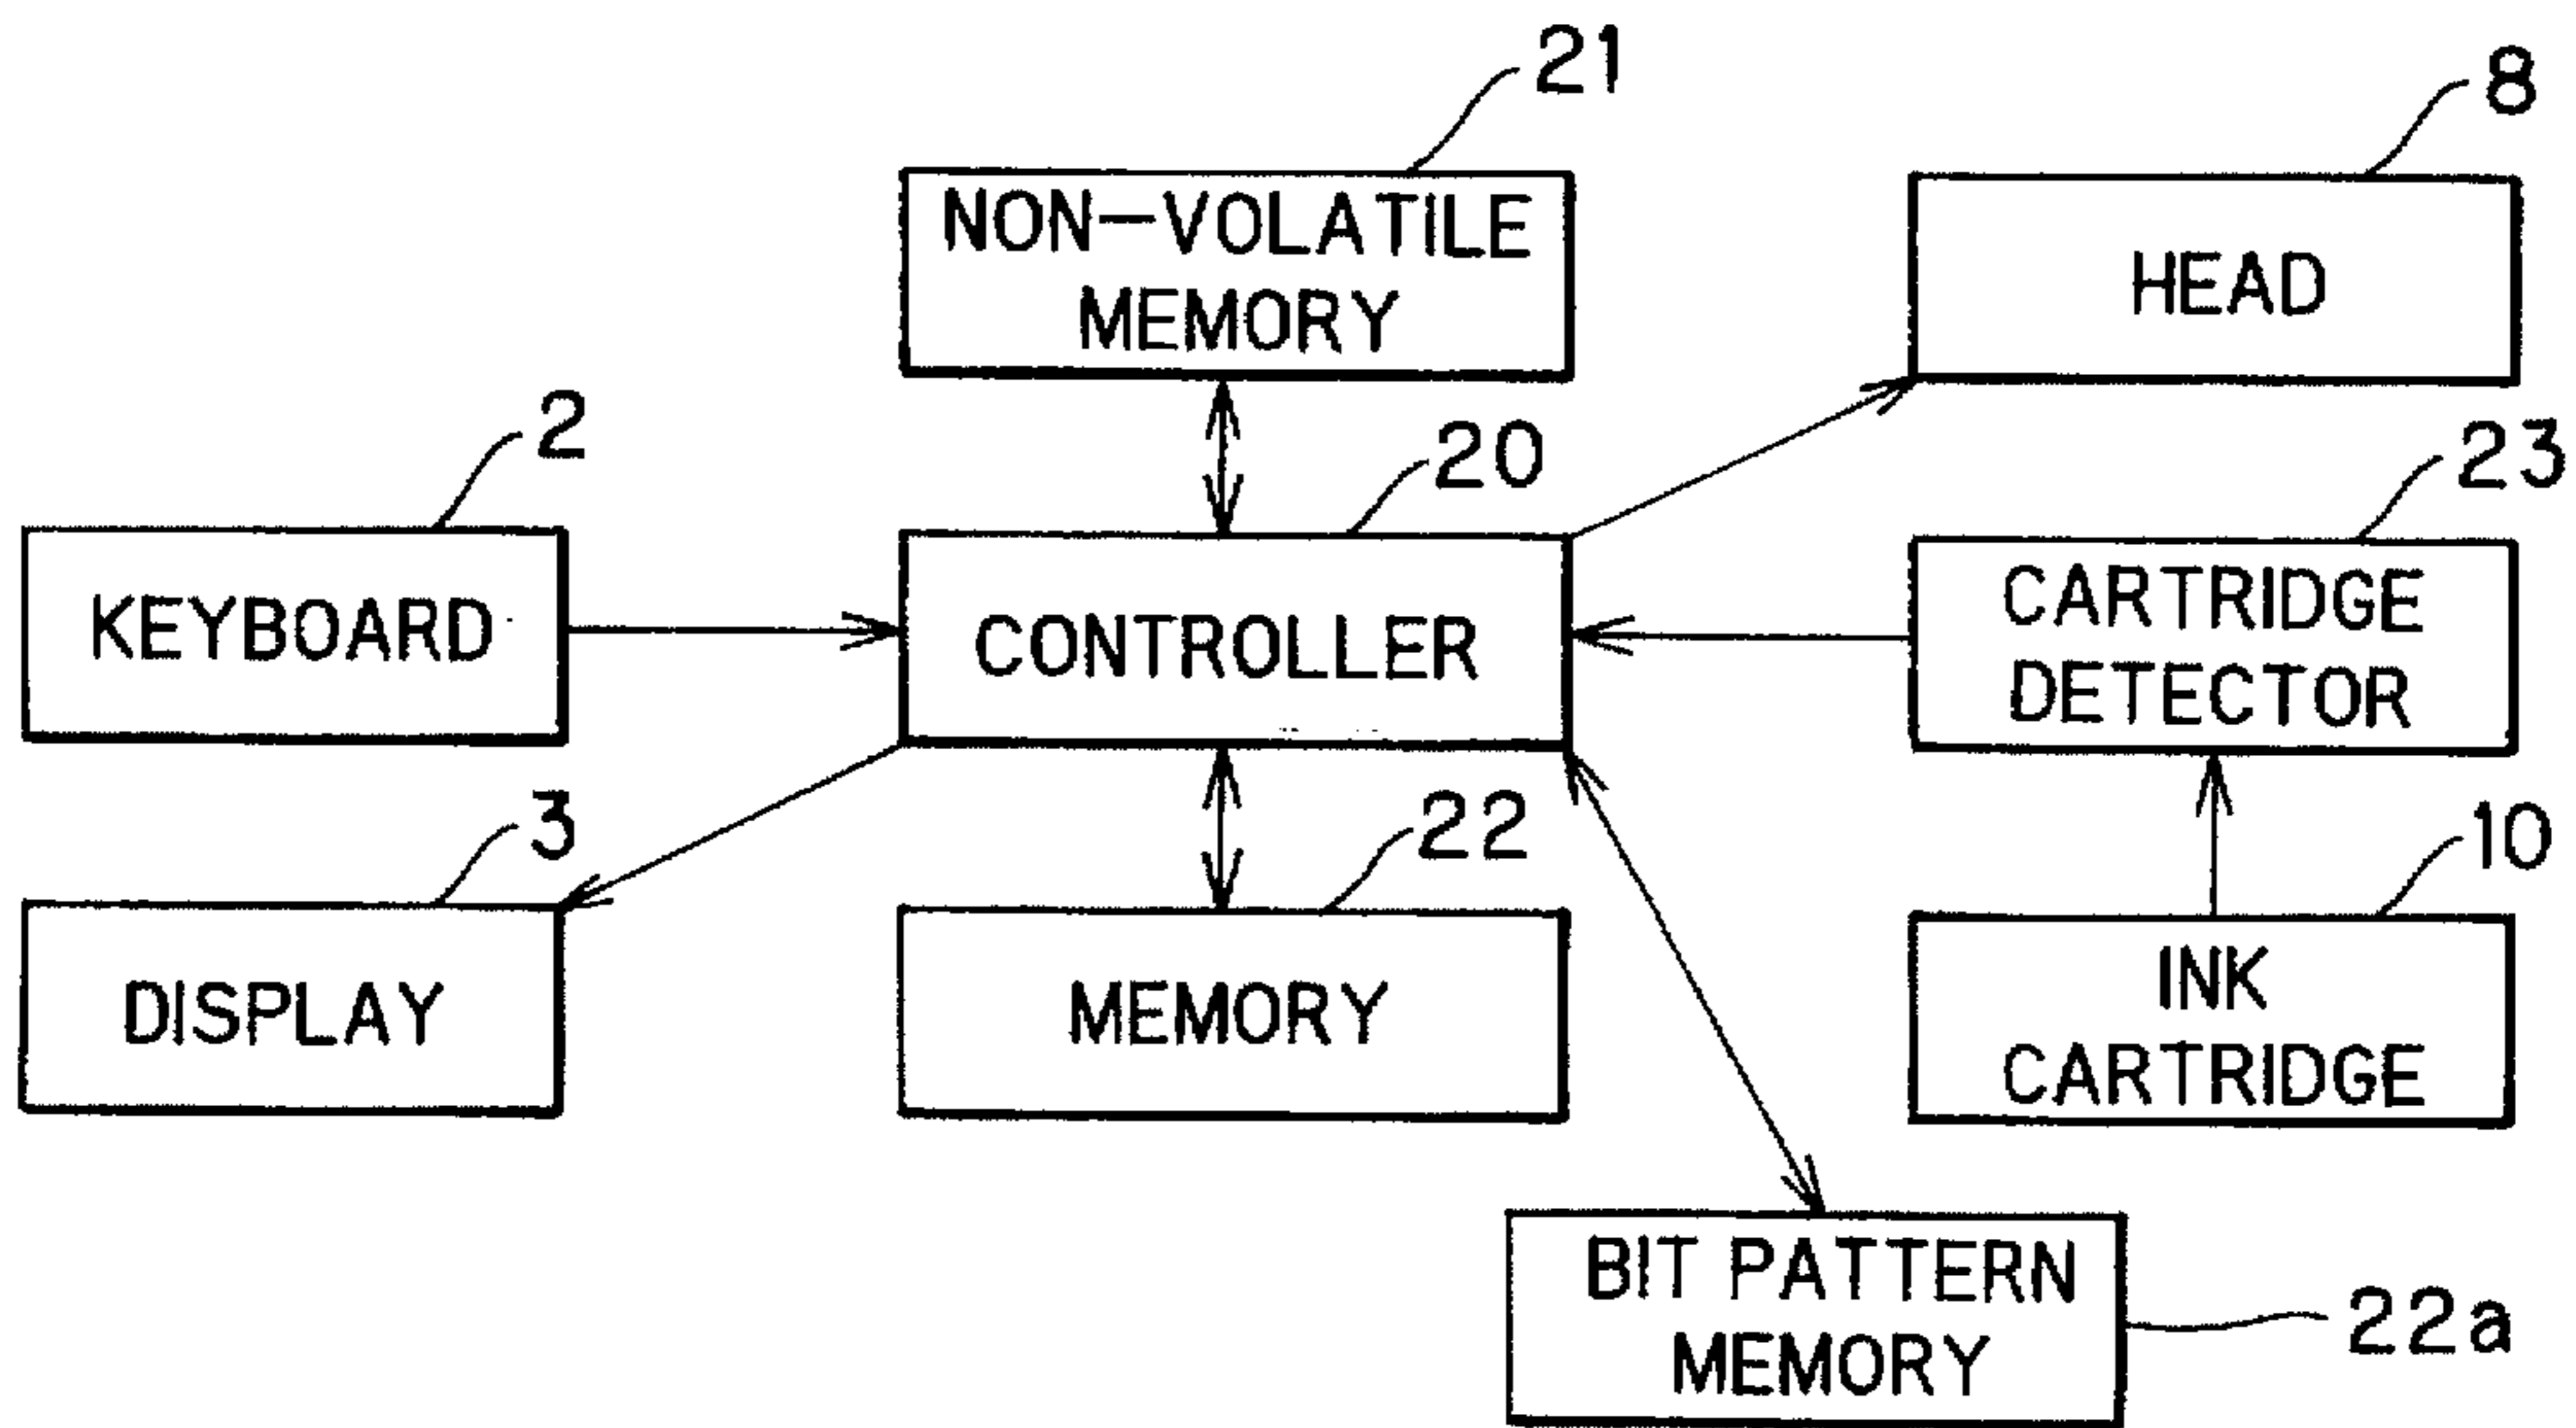 21
NON-VOLATILE
MEMORY
8
HEAD
2
KEYBOARD
20
CONTROLLER
23
CARTRIDGE
DETECTOR
3
DISPLAY
22
MEMORY
10
INK
CARTRIDGE
BIT PATTERN
MEMORY
22a